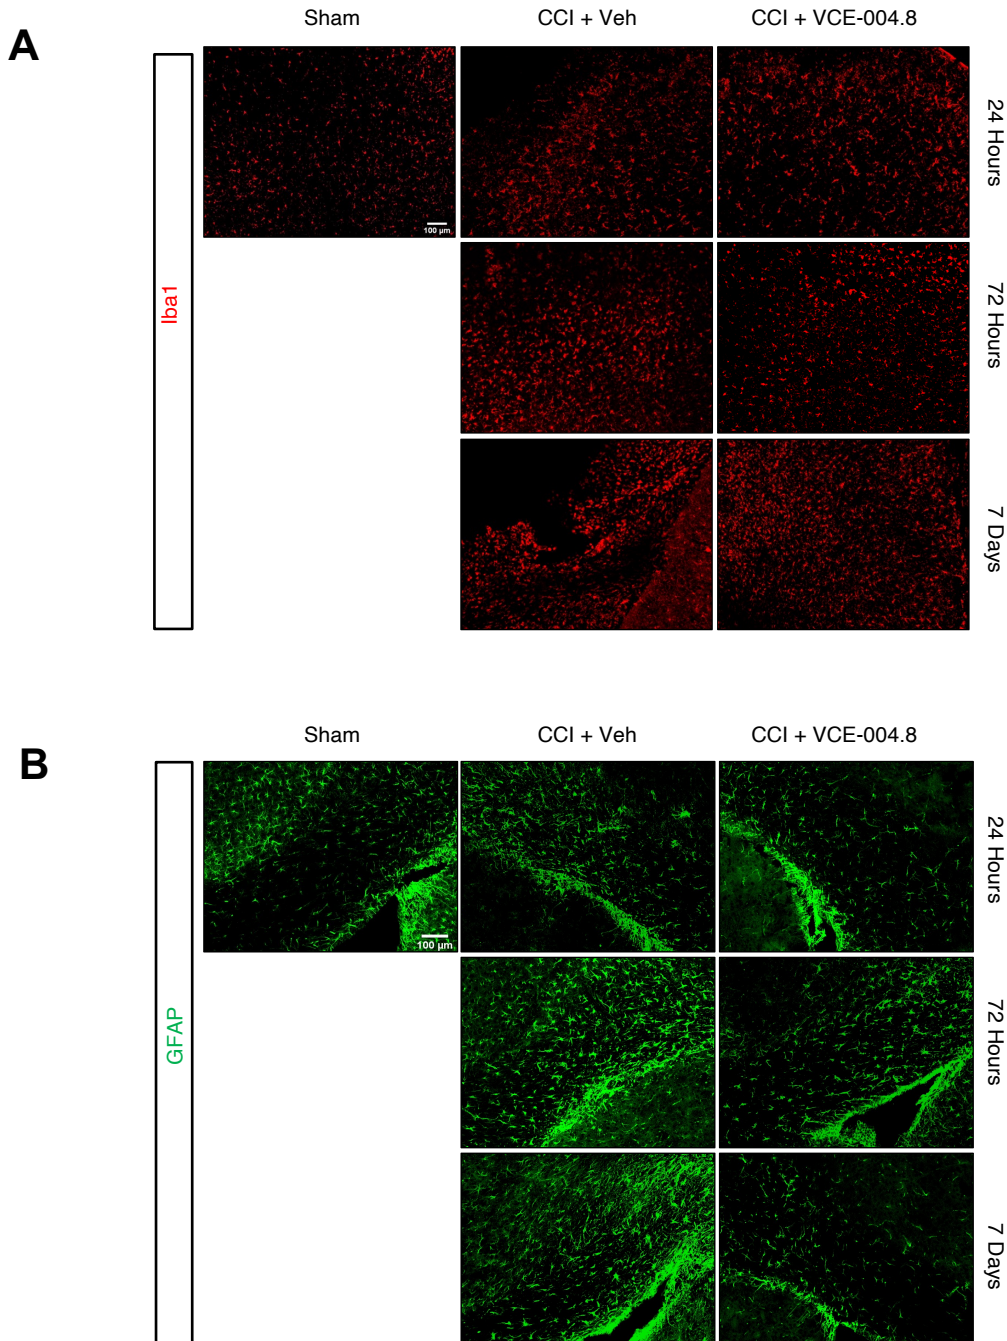 A
Sham
CCI + Veh
CCI + VCE-004.8
Iba1
100 µm
24 Hours
72 Hours
7 Days
B
Sham
CCI + Veh
CCI + VCE-004.8
GFAP
100 µm
24 Hours
72 Hours
7 Days